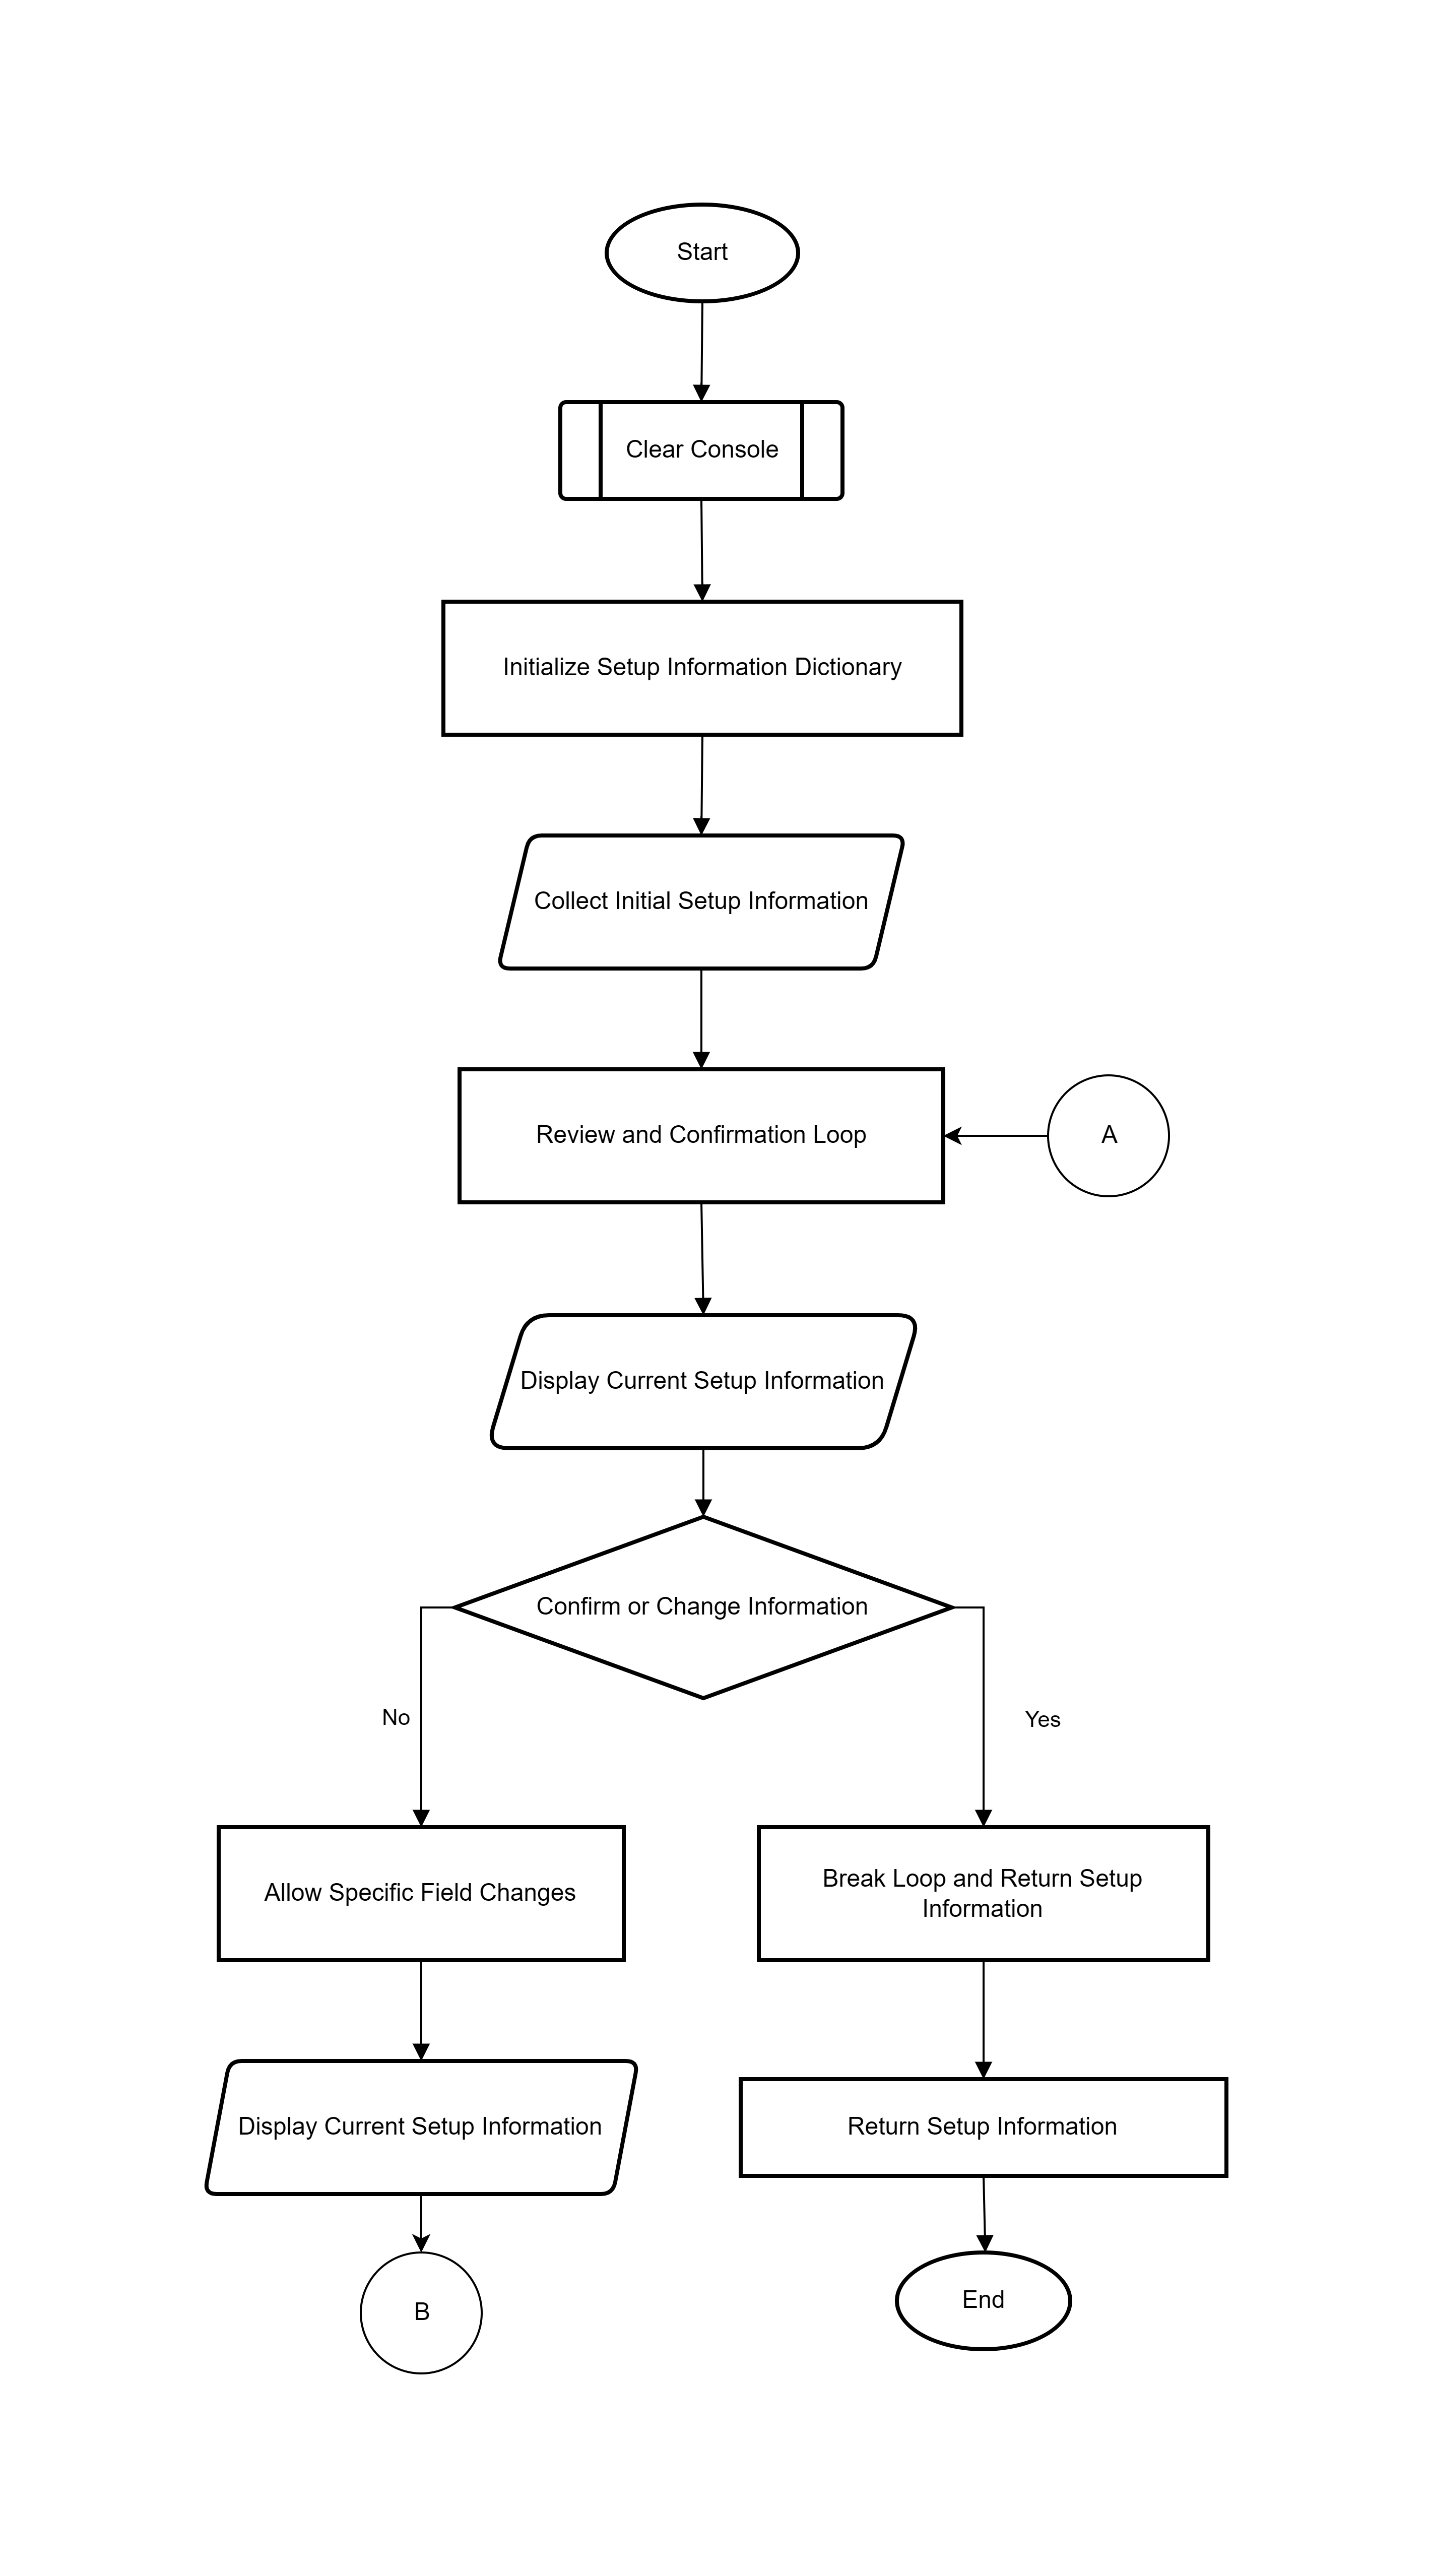 Start
Clear Console
Initialize Setup Information Dictionary
Collect Initial Setup Information
Review and Confirmation Loop
A
Display Current Setup Information
Confirm or Change Information
No
Yes
Allow Specific Field Changes
Break Loop and Return Setup
Information
Display Current Setup Information
Return Setup Information
B
End